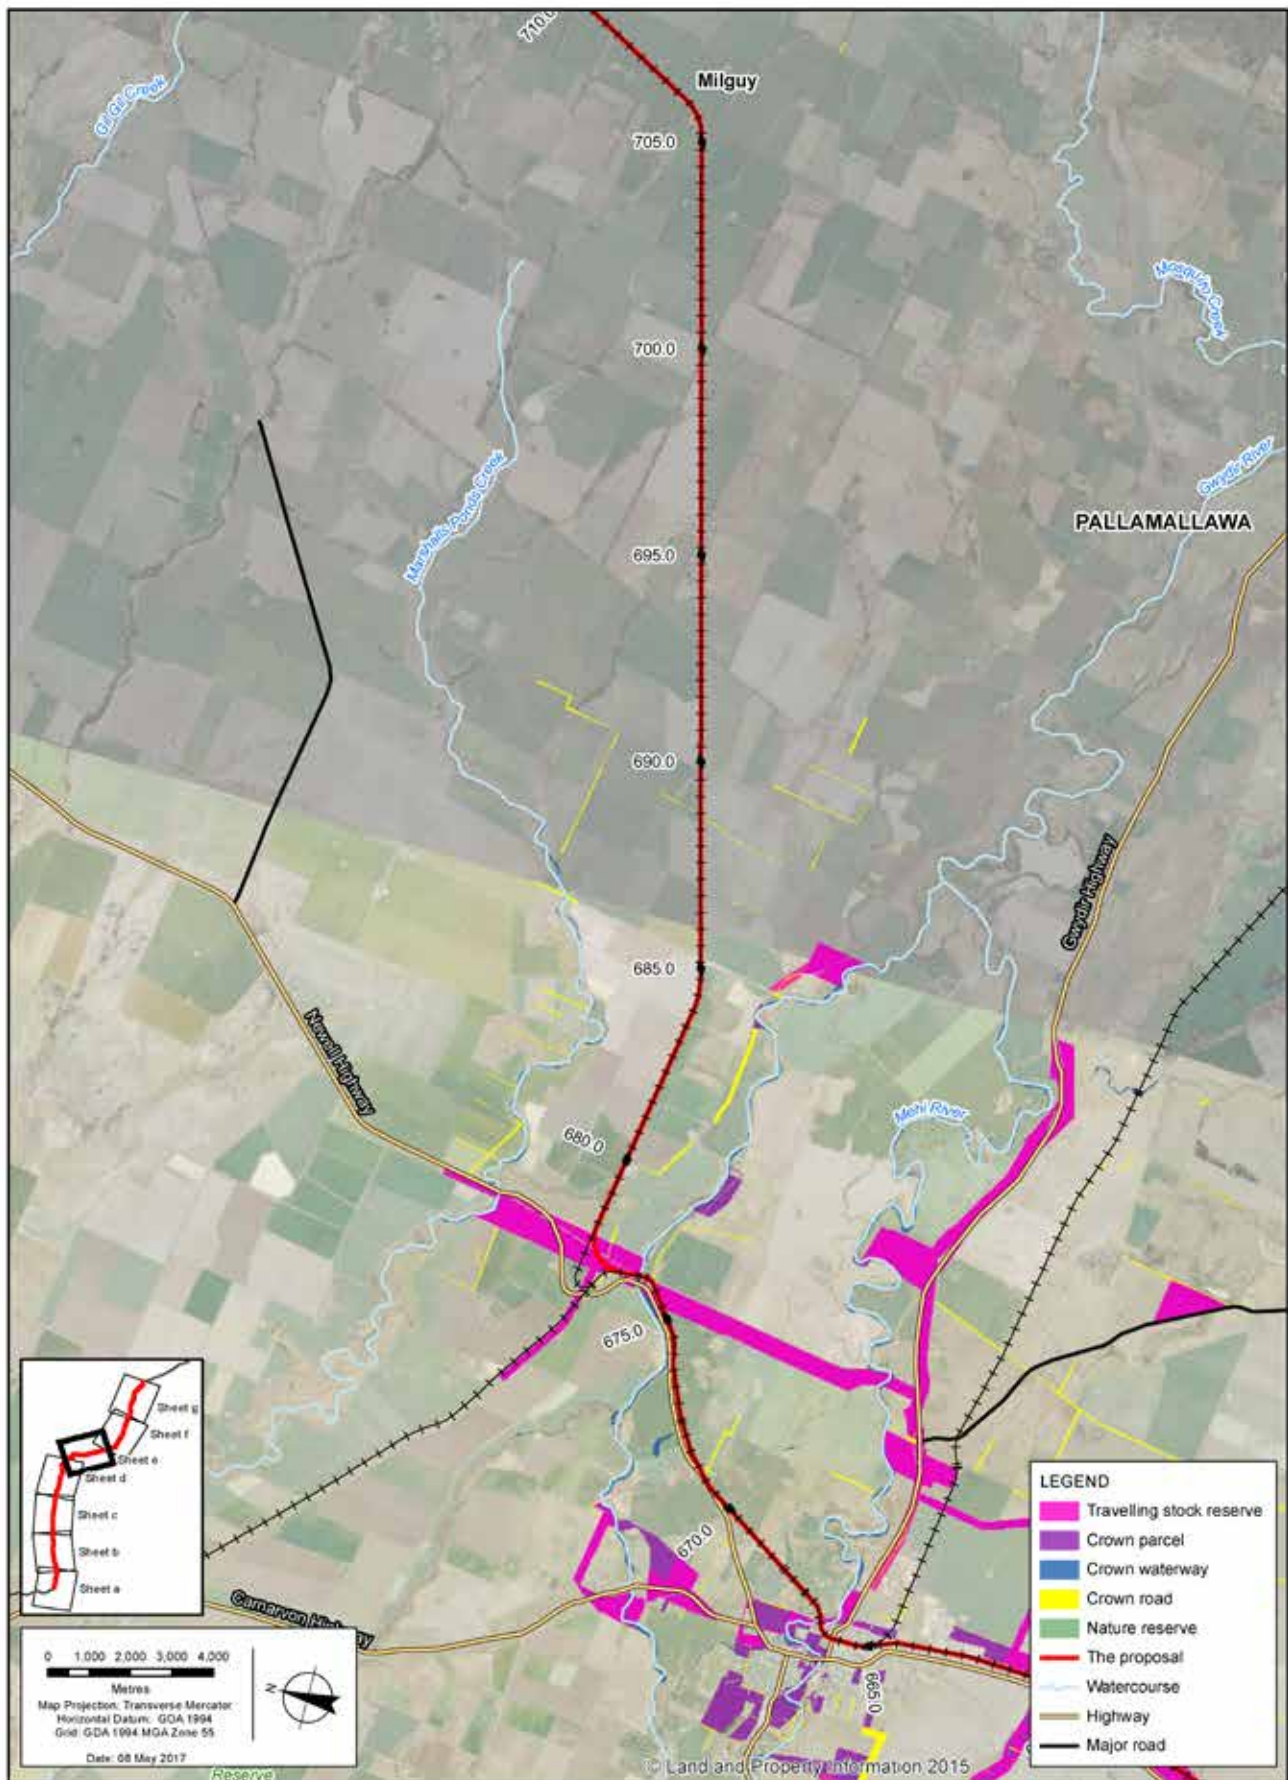 710.0
Milguy
Gil Gil Creek
705.0
Mosquito Creek
700.0
Gwydir River
Marshalls Ponds Creek
PALLAMALLAWA
695.0
690.0
Gwydir Highway
685.0
Newell Highway
Mehi River
680.0
675.0
670.0
665.0
Carnarvon Highway
Sheet g
Sheet f
Sheet e
Sheet d
Sheet c
Sheet b
Sheet a
LEGEND
Travelling stock reserve
Crown parcel
Crown waterway
Crown road
Nature reserve
The proposal
Watercourse
Highway
Major road
0 1,000 2,000 3,000 4,000
Metres
Map Projection: Transverse Mercator
Horizontal Datum: GDA 1994
Grid: GDA 1994 MGA Zone 55
N
Date: 08 May 2017
Reserve
© Land and Property Information 2015